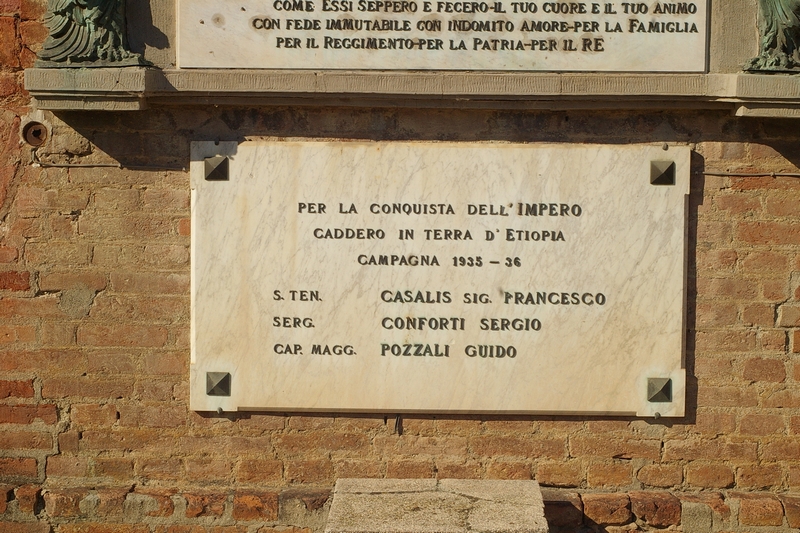 COME ESSI SEPPERO E FECERO-IL TUO CUORE E IL TUO ANIMO
CON FEDE IMMUTABILE CON INDOMITO AMORE-PER LA FAMIGLIA
PER IL REGGIMENTO-PER LA PATRIA-PER IL RE
PER LA CONQUISTA DELL'IMPERO
CADDERO IN TERRA D'ETIOPIA
CAMPAGNA 1935 - 36
S. TEN. CASALIS SIG. FRANCESCO
SERG. CONFORTI SERGIO
CAP. MAGG. POZZALI GUIDO